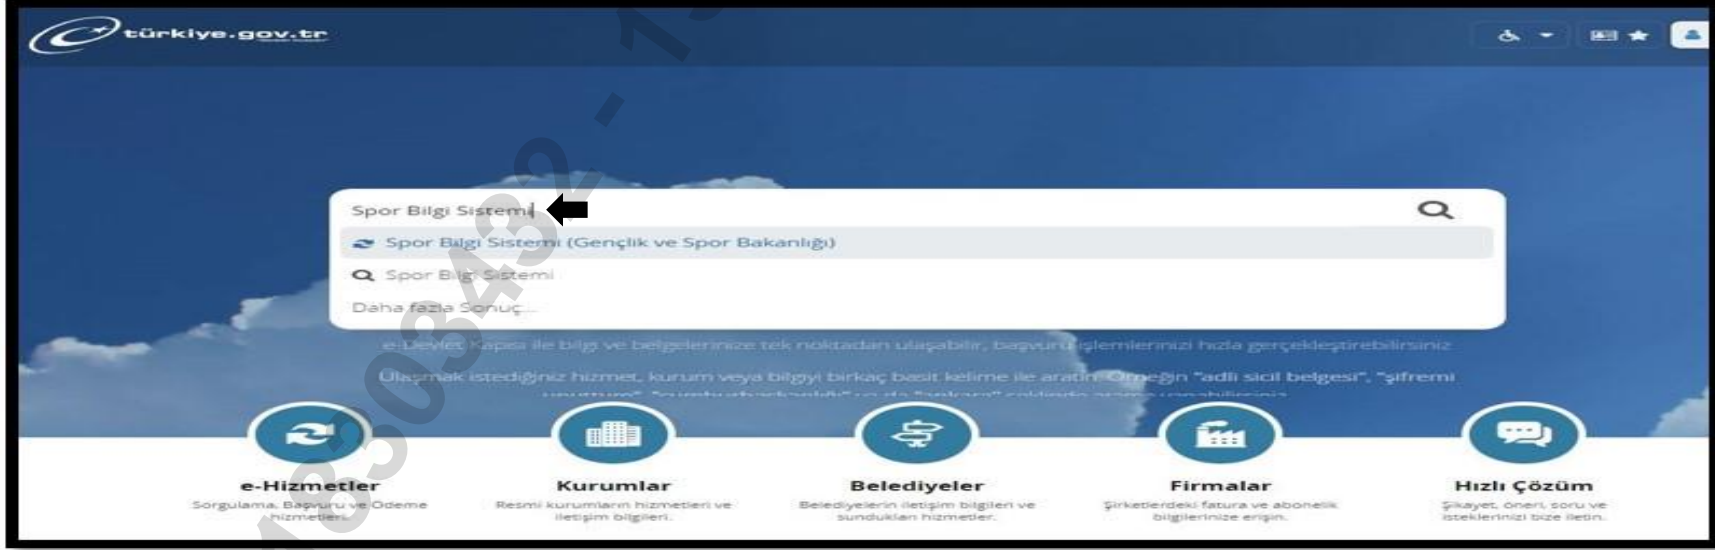 türkiye.gov.tr
Spor Bilgi Sistemi
Spor Bilgi Sistemi (Gençlik ve Spor Bakanlığı)
Spor Bilgi Sistemi
Daha fazla Sonuç...
e-Devlet Kapısı ile bilgi ve belgelerinize tek noktadan ulaşabilir, başvuru işlemlerinizi hızla gerçekleştirebilirsiniz
Ulaşmak istediğiniz hizmet, kurum veya bilgiyi birkaç basit kelime ile aratın. Örneğin "adli sicil belgesi", "şifremi
e-Hizmetler
Sorgulama, Başvuru ve Ödeme
hizmetleri.
Kurumlar
Resmi kurumların hizmetleri ve
iletişim bilgileri.
Belediyeler
Belediyelerin iletişim bilgileri ve
sundukları hizmetler.
Firmalar
Şirketlerdeki fatura ve abonelik
bilgilerinize erişin.
Hızlı Çözüm
Şikayet, öneri, soru ve
isteklerinizi bize iletin.